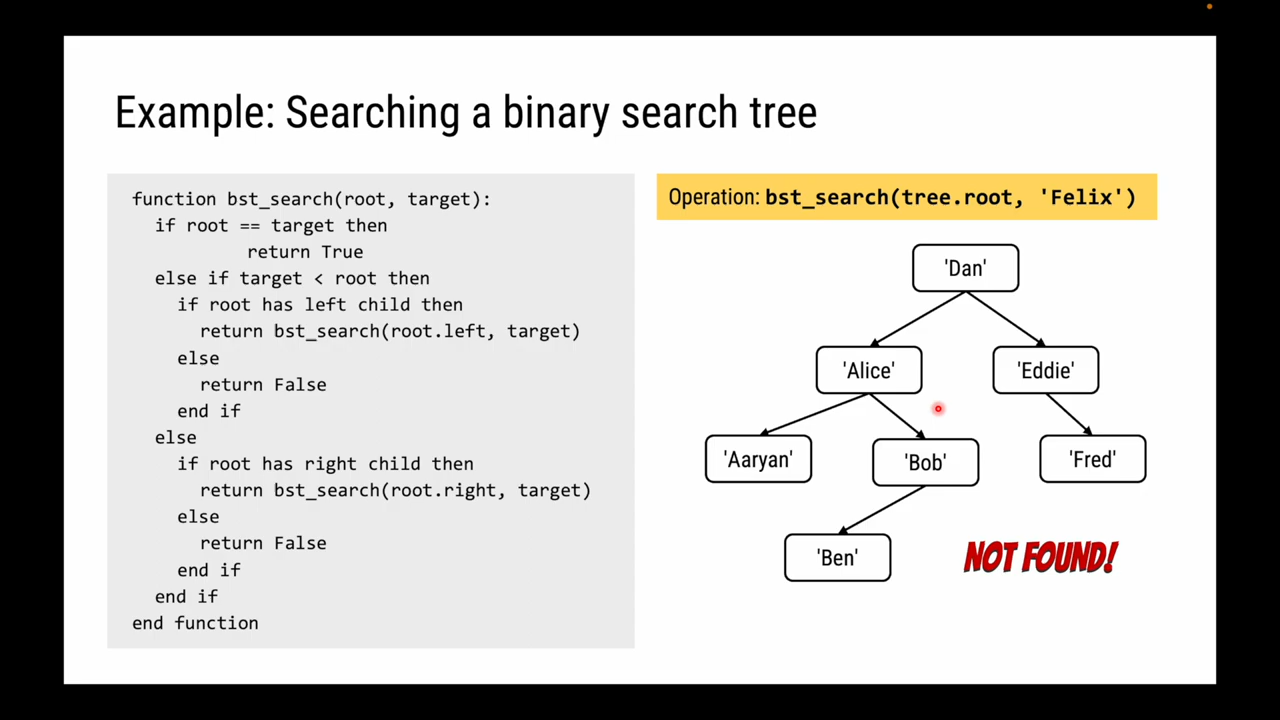 Example: Searching a binary search tree
function bst_search(root, target):
if root == target then
return True
else if target < root then
if root has left child then
return bst_search(root.left, target)
else
return False
end if
else
if root has right child then
return bst_search(root.right, target)
else
return False
end if
end if
end function
Operation: bst_search(tree.root, 'Felix')
'Dan'
'Alice'
'Eddie'
'Aaryan'
'Bob'
'Fred'
'Ben'
NOT FOUND!